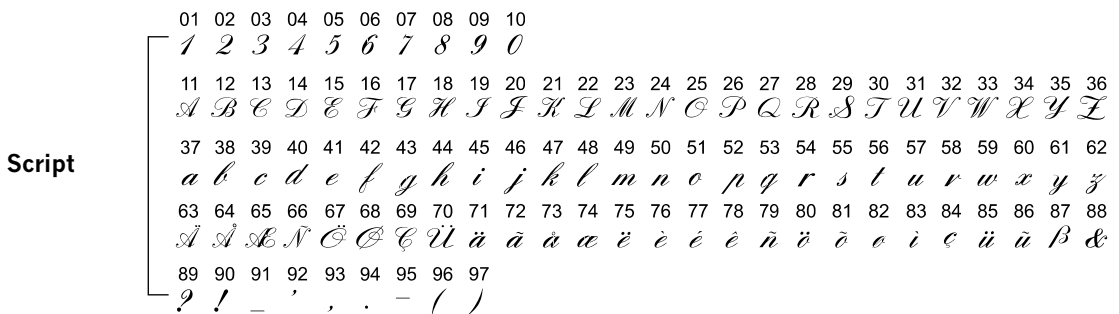 01 02 03 04 05 06 07 08 09 10
1 2 3 4 5 6 7 8 9 0
11 12 13 14 15 16 17 18 19 20 21 22 23 24 25 26 27 28 29 30 31 32 33 34 35 36
A B C D E F G H I J K L M N O P Q R S T U V W X Y Z
Script
37 38 39 40 41 42 43 44 45 46 47 48 49 50 51 52 53 54 55 56 57 58 59 60 61 62
a b c d e f g h i j k l m n o p q r s t u v w x y z
63 64 65 66 67 68 69 70 71 72 73 74 75 76 77 78 79 80 81 82 83 84 85 86 87 88
Ä Å Æ Ñ Ö Ø Ç Ü ä ã å æ ë è é ê ñ ö õ ø ì ç ü ũ ß &
89 90 91 92 93 94 95 96 97
? ! _ ' , . - ( )